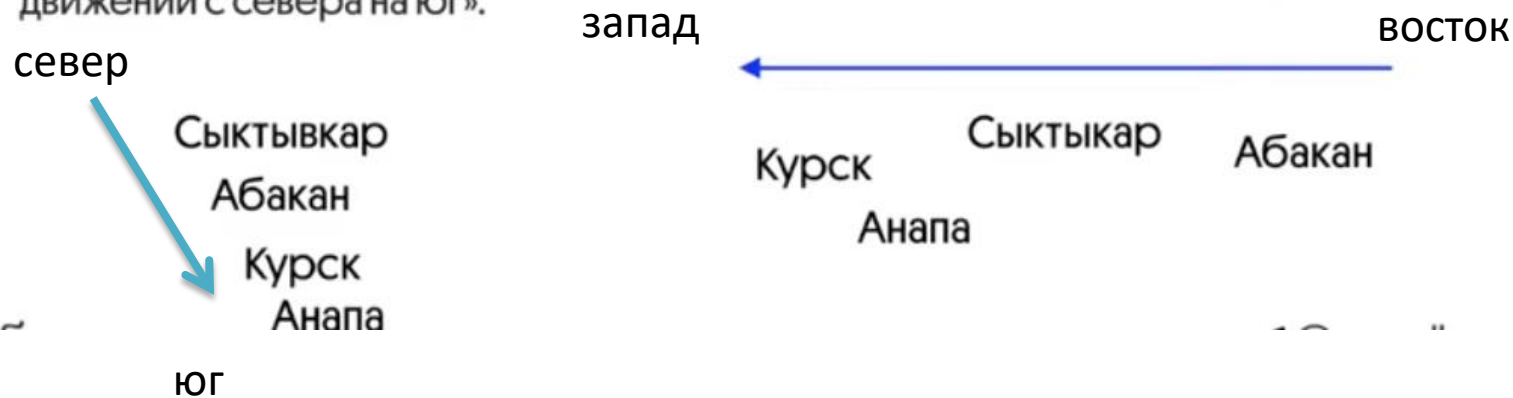 движении с севера на юг».
север
Сыктывкар
Абакан
Курск
Анапа
юг
запад
восток
Сыктыкар
Абакан
Курск
Анапа